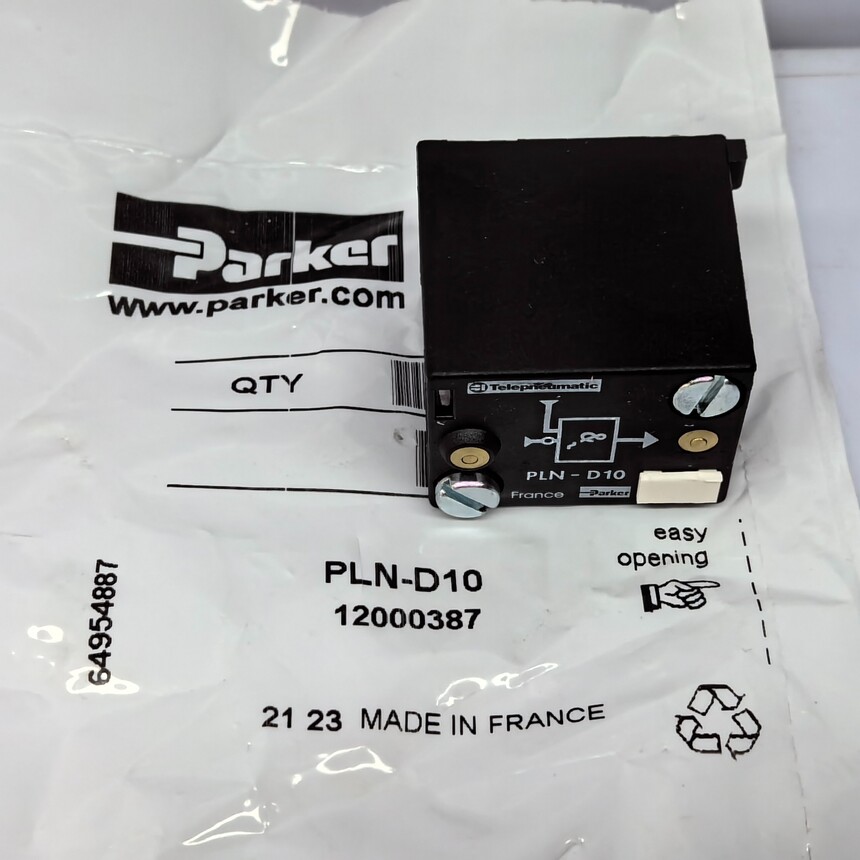 Parker
www.parker.com
QTY
Telepneumatic
PLN - D10
France
Parker
easy
opening
PLN-D10
12000387
64954887
21 23 MADE IN FRANCE